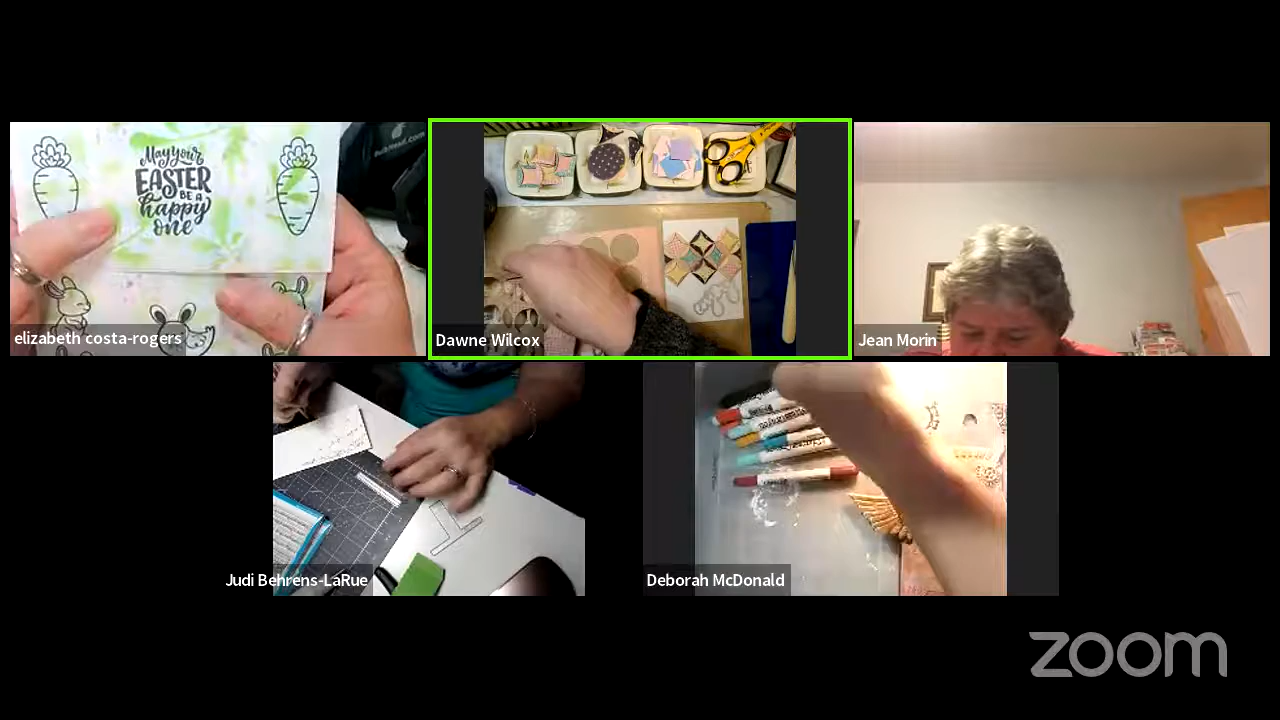 May Your
EASTER
BE A
happy
one
elizabeth costa-rogers
Dawne Wilcox
Jean Morin
Judi Behrens-LaRue
Deborah McDonald
zoom